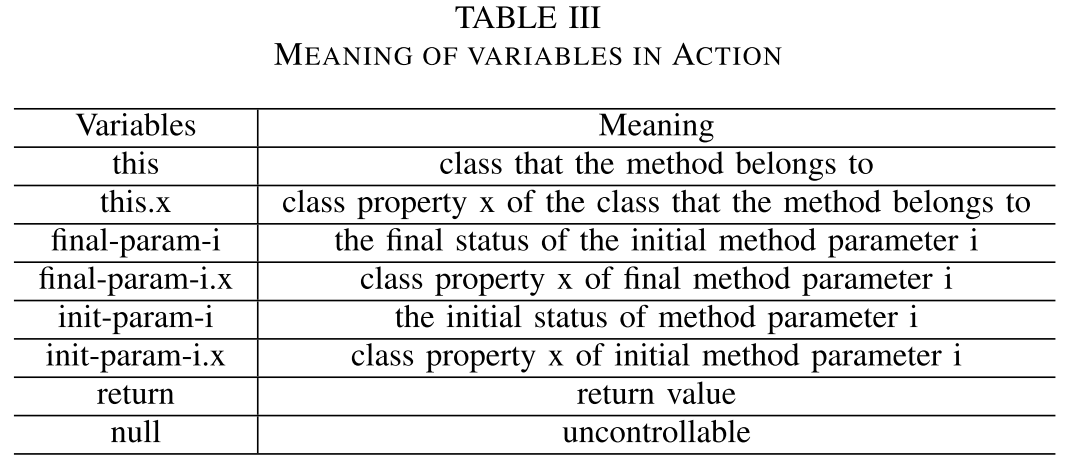 TABLE III
MEANING OF VARIABLES IN ACTION
Variables Meaning
this class that the method belongs to
this.x class property x of the class that the method belongs to
final-param-i the final status of the initial method parameter i
final-param-i.x class property x of final method parameter i
init-param-i the initial status of method parameter i
init-param-i.x class property x of initial method parameter i
return return value
null uncontrollable